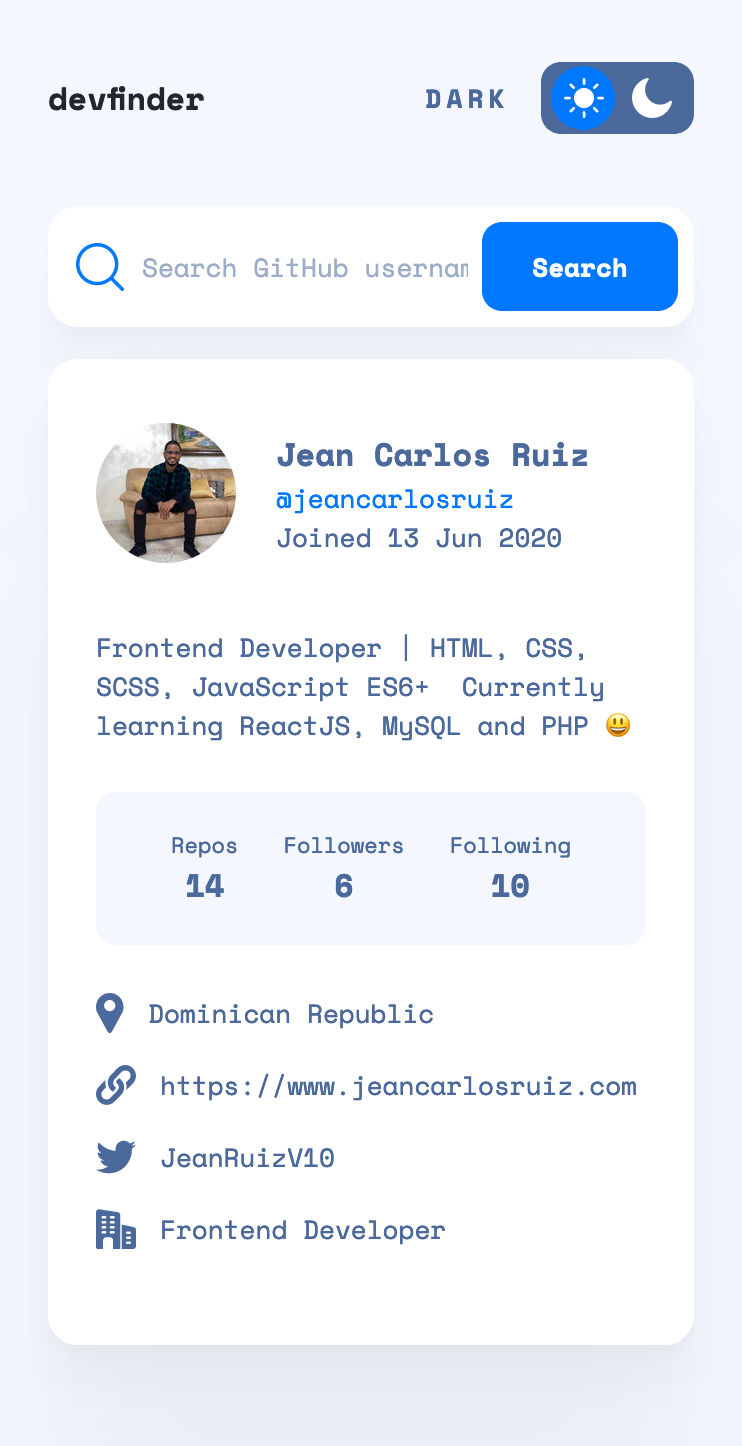 devfinder
DARK
Search GitHub usernam
Search
Jean Carlos Ruiz
@jeancarlosruiz
Joined 13 Jun 2020
Frontend Developer | HTML, CSS,
SCSS, JavaScript ES6+  Currently
learning ReactJS, MySQL and PHP 😃
Repos Followers Following
14 6 10
Dominican Republic
https://www.jeancarlosruiz.com
JeanRuizV10
Frontend Developer